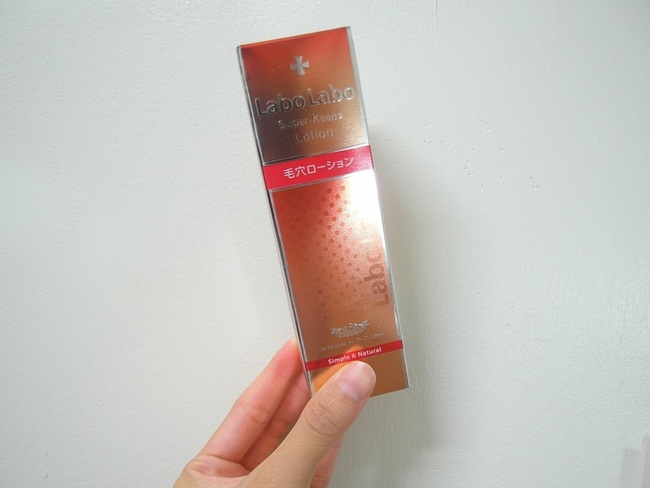 Labo Labo
Super-Keana
Lotion
毛穴ローション
Labo
Simple & Natural